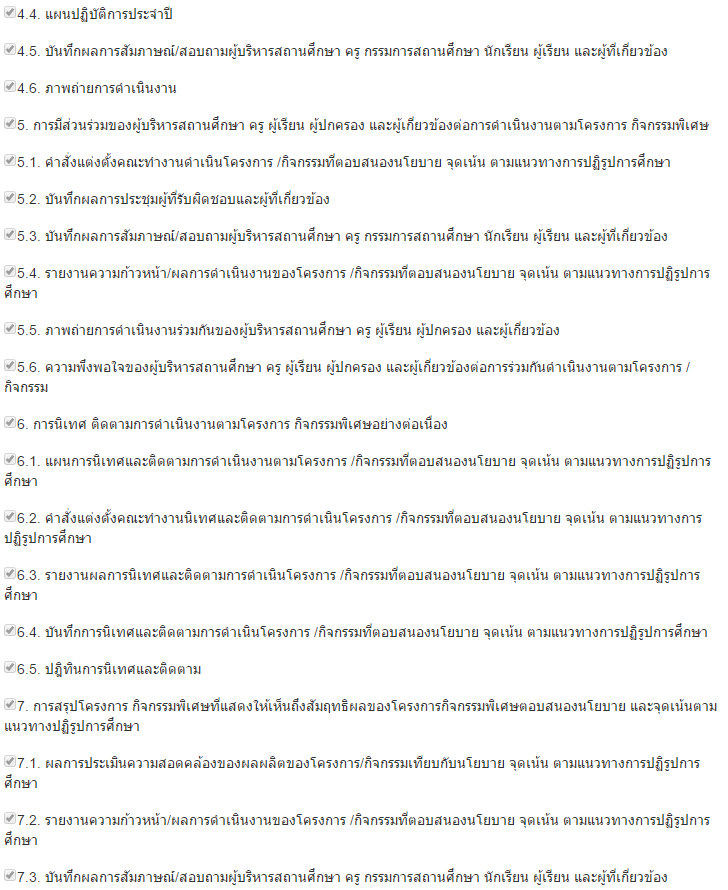 4.4. แผนปฏิบัติการประจำปี
4.5. บันทึกผลการสัมภาษณ์/สอบถามผู้บริหารสถานศึกษา ครู กรรมการสถานศึกษา นักเรียน ผู้เรียน และผู้ที่เกี่ยวข้อง
4.6. ภาพถ่ายการดำเนินงาน
5. การมีส่วนร่วมของผู้บริหารสถานศึกษา ครู ผู้เรียน ผู้ปกครอง และผู้เกี่ยวข้องต่อการดำเนินงานตามโครงการ กิจกรรมพิเศษ
5.1. คำสั่งแต่งตั้งคณะทำงานดำเนินโครงการ /กิจกรรมที่ตอบสนองนโยบาย จุดเน้น ตามแนวทางการปฏิรูปการศึกษา
5.2. บันทึกผลการประชุมผู้ที่รับผิดชอบและผู้ที่เกี่ยวข้อง
5.3. บันทึกผลการสัมภาษณ์/สอบถามผู้บริหารสถานศึกษา ครู กรรมการสถานศึกษา นักเรียน ผู้เรียน และผู้ที่เกี่ยวข้อง
5.4. รายงานความก้าวหน้า/ผลการดำเนินงานของโครงการ /กิจกรรมที่ตอบสนองนโยบาย จุดเน้น ตามแนวทางการปฏิรูปการ
ศึกษา
5.5. ภาพถ่ายการดำเนินงานร่วมกันของผู้บริหารสถานศึกษา ครู ผู้เรียน ผู้ปกครอง และผู้เกี่ยวข้อง
5.6. ความพึงพอใจของผู้บริหารสถานศึกษา ครู ผู้เรียน ผู้ปกครอง และผู้เกี่ยวข้องต่อการร่วมกันดำเนินงานตามโครงการ /
กิจกรรม
6. การนิเทศ ติดตามการดำเนินงานตามโครงการ กิจกรรมพิเศษอย่างต่อเนื่อง
6.1. แผนการนิเทศและติดตามการดำเนินงานตามโครงการ /กิจกรรมที่ตอบสนองนโยบาย จุดเน้น ตามแนวทางการปฏิรูปการ
ศึกษา
6.2. คำสั่งแต่งตั้งคณะทำงานนิเทศและติดตามการดำเนินโครงการ /กิจกรรมที่ตอบสนองนโยบาย จุดเน้น ตามแนวทางการ
ปฏิรูปการศึกษา
6.3. รายงานผลการนิเทศและติดตามการดำเนินโครงการ /กิจกรรมที่ตอบสนองนโยบาย จุดเน้น ตามแนวทางการปฏิรูปการ
ศึกษา
6.4. บันทึกการนิเทศและติดตามการดำเนินโครงการ /กิจกรรมที่ตอบสนองนโยบาย จุดเน้น ตามแนวทางการปฏิรูปการศึกษา
6.5. ปฎิทินการนิเทศและติดตาม
7. การสรุปโครงการ กิจกรรมพิเศษที่แสดงให้เห็นถึงสัมฤทธิผลของโครงการกิจกรรมพิเศษตอบสนองนโยบาย และจุดเน้นตาม
แนวทางปฏิรูปการศึกษา
7.1. ผลการประเมินความสอดคล้องของผลผลิตของโครงการ/กิจกรรมเทียบกับนโยบาย จุดเน้น ตามแนวทางการปฏิรูปการ
ศึกษา
7.2. รายงานความก้าวหน้า/ผลการดำเนินงานของโครงการ /กิจกรรมที่ตอบสนองนโยบาย จุดเน้น ตามแนวทางการปฏิรูปการ
ศึกษา
7.3. บันทึกผลการสัมภาษณ์/สอบถามผู้บริหารสถานศึกษา ครู กรรมการสถานศึกษา นักเรียน ผู้เรียน และผู้ที่เกี่ยวข้อง